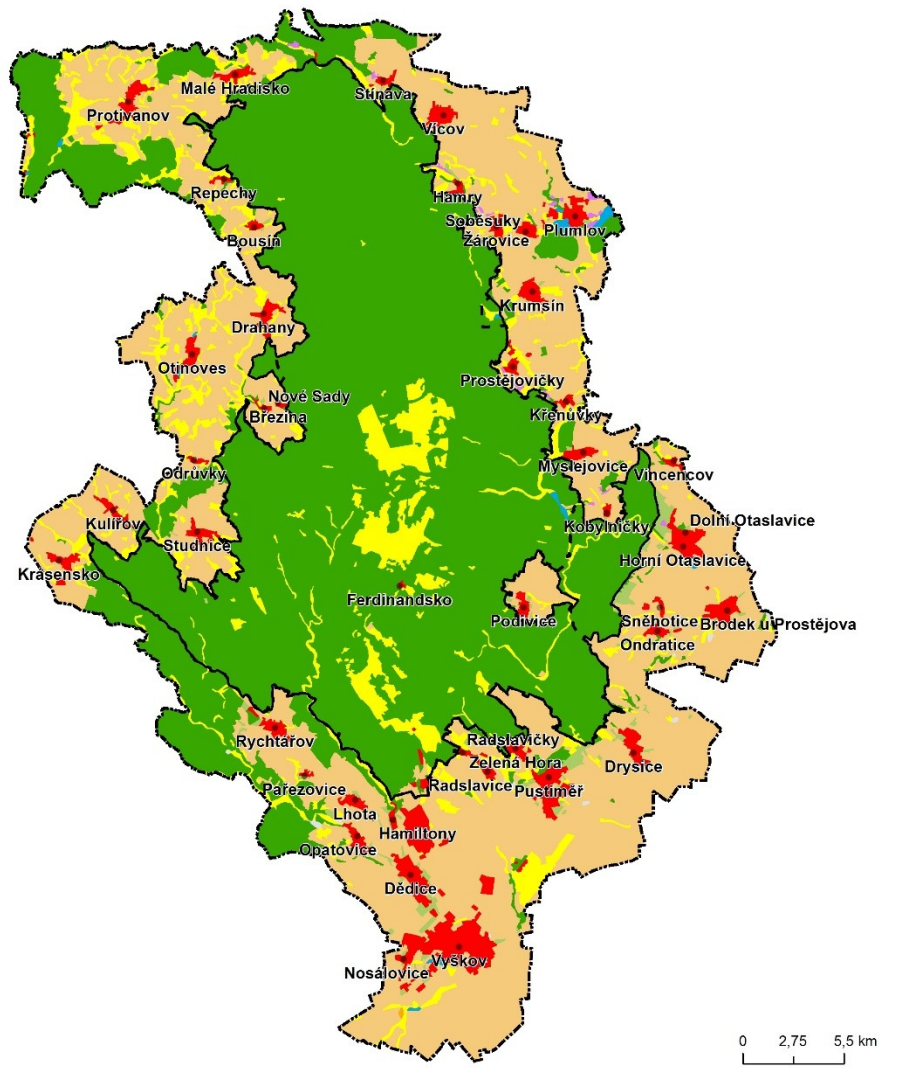 Malé Hradisko
Protivanov
Stínava
Vícov
Repechy
Hamry
Bousín
Soběsuky
Žárovice
Plumlov
Krumsín
Drahany
Otinoves
Prostějovičky
Nové Sady
Březina
Křenůvky
Odrůvky
Myslejovice
Vincencov
Kulířov
Kobylničky
Dolní Otaslavice
Studnice
Horní Otaslavice
Krásensko
Ferdinandsko
Podivice
Sněhotice
Brodek u Prostějova
Ondratice
Rychtářov
Radslavičky
Zelená Hora
Drysice
Pařezovice
Radslavice
Pustiměř
Lhota
Hamiltony
Opatovice
Dědice
Vyškov
Nosálovice
0 2,75 5,5 km